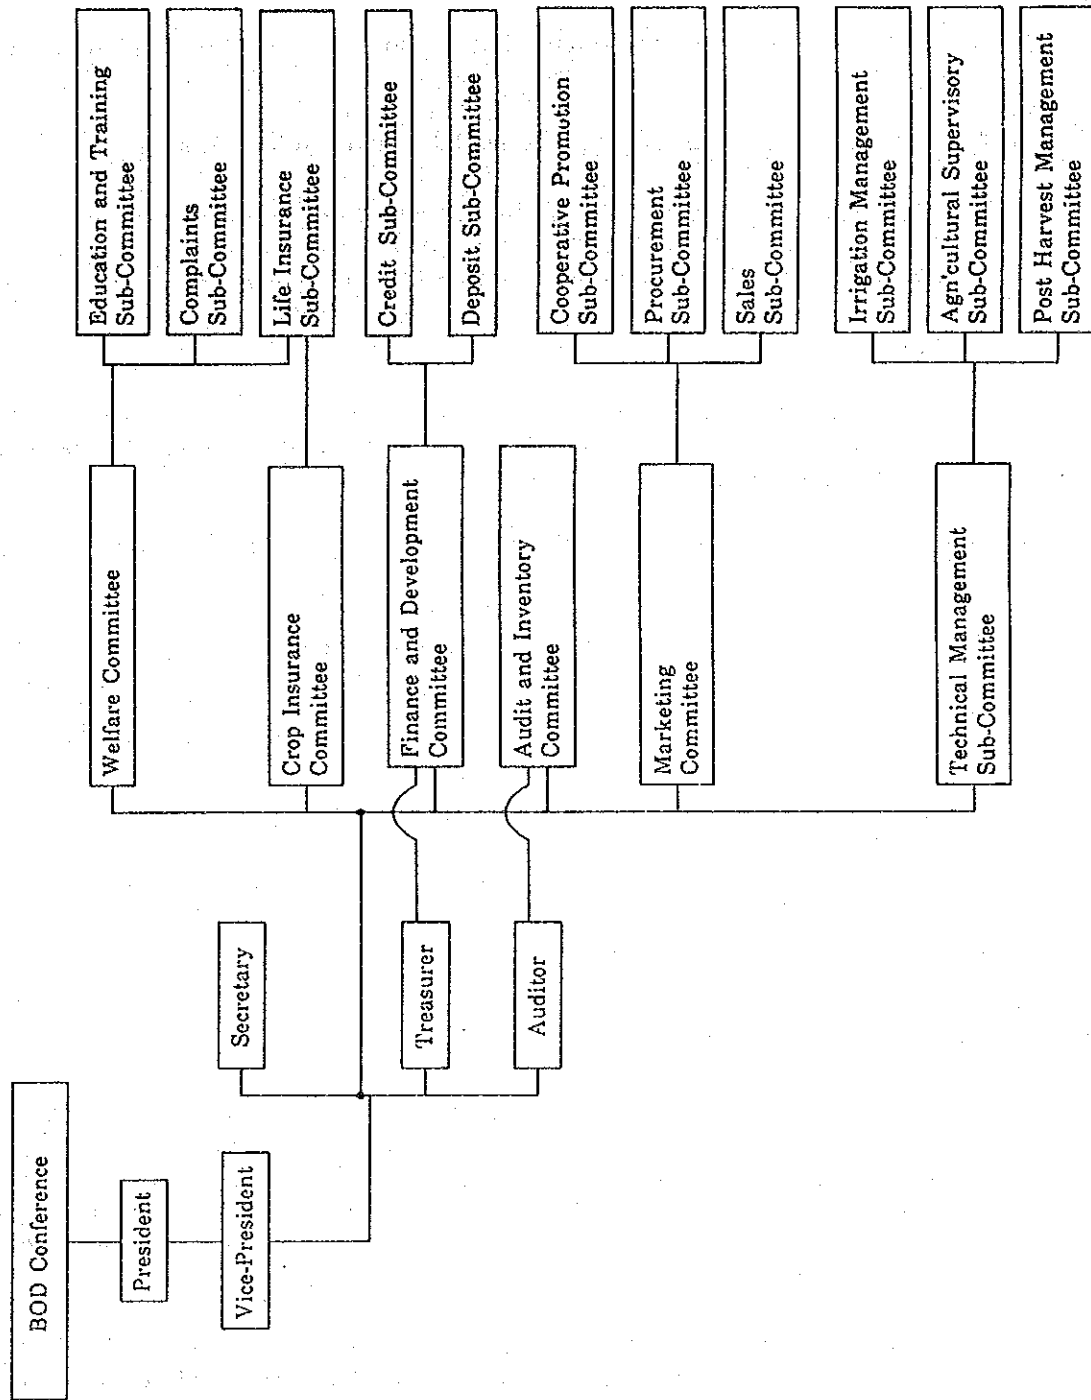 BOD Conference
President
Vice-President
Secretary
Treasurer
Auditor
Welfare Committee
Crop Insurance
Committee
Finance and Development
Committee
Audit and Inventory
Committee
Marketing
Committee
Technical Management
Sub-Committee
Education and Training
Sub-Committee
Complaints
Sub-Committee
Life Insurance
Sub-Committee
Credit Sub-Committee
Deposit Sub-Committee
Cooperative Promotion
Sub-Committee
Procurement
Sub-Committee
Sales
Sub-Committee
Irrigation Management
Sub-Committee
Agn'cultural Supervisory
Sub-Committee
Post Harvest Management
Sub-Committee